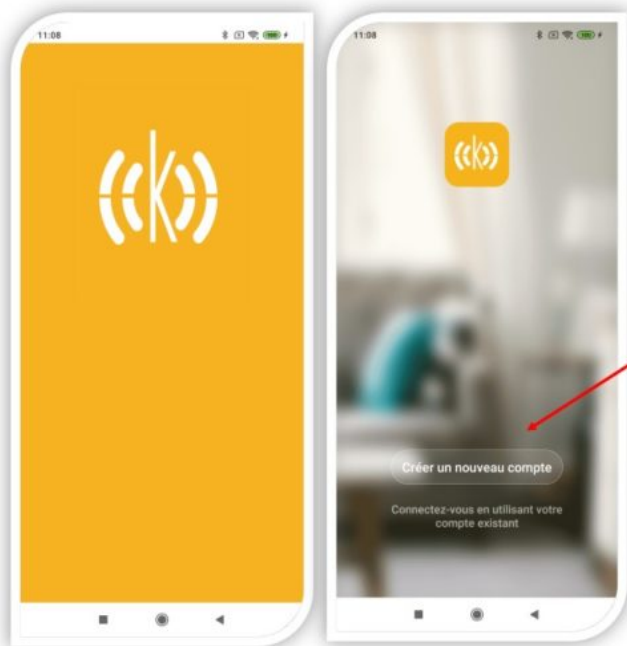 11:08
k
11:08
k
Créer un nouveau compte
Connectez-vous en utilisant votre
compte existant